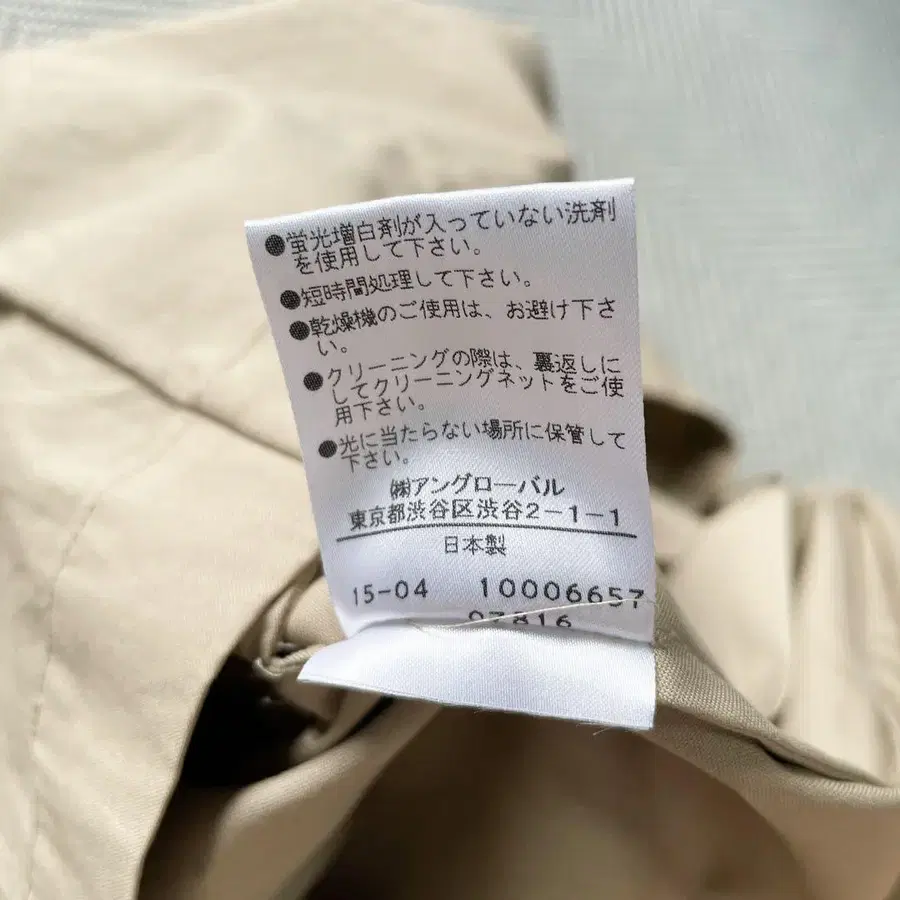 ●蛍光増白剤が入っていない洗剤
を使用して下さい。
●短時間処理して下さい。
●乾燥機のご使用は、お避け下さ
い。
●クリーニングの際は、裏返しに
してクリーニングネットをご使
用下さい。
●光に当たらない場所に保管して
下さい。
㈱アングローバル
東京都渋谷区渋谷2-1-1
日本製
15-04 10006657
07816